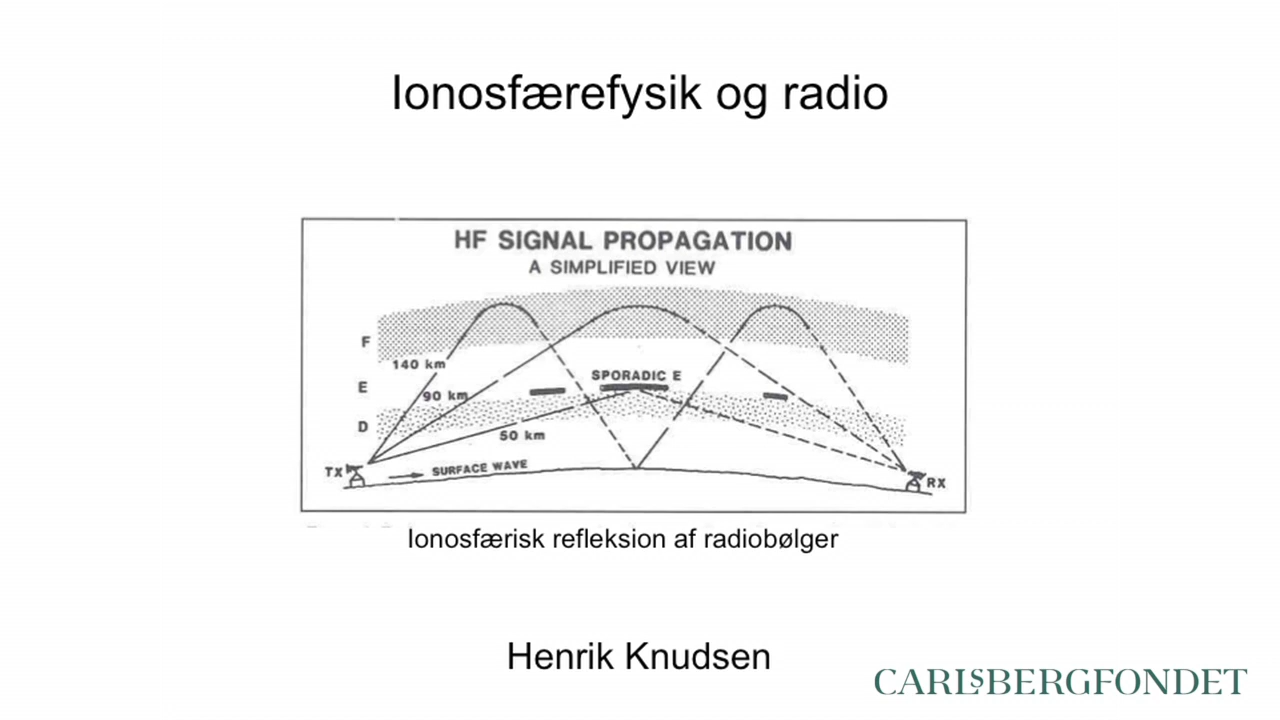 Ionosfærefysik og radio
HF SIGNAL PROPAGATION
A SIMPLIFIED VIEW
F
140 km
SPORADIC E
E
90 km
D
50 km
TX
SURFACE WAVE
RX
Ionosfærisk refleksion af radiobølger
Henrik Knudsen
CARLSBERGFONDET